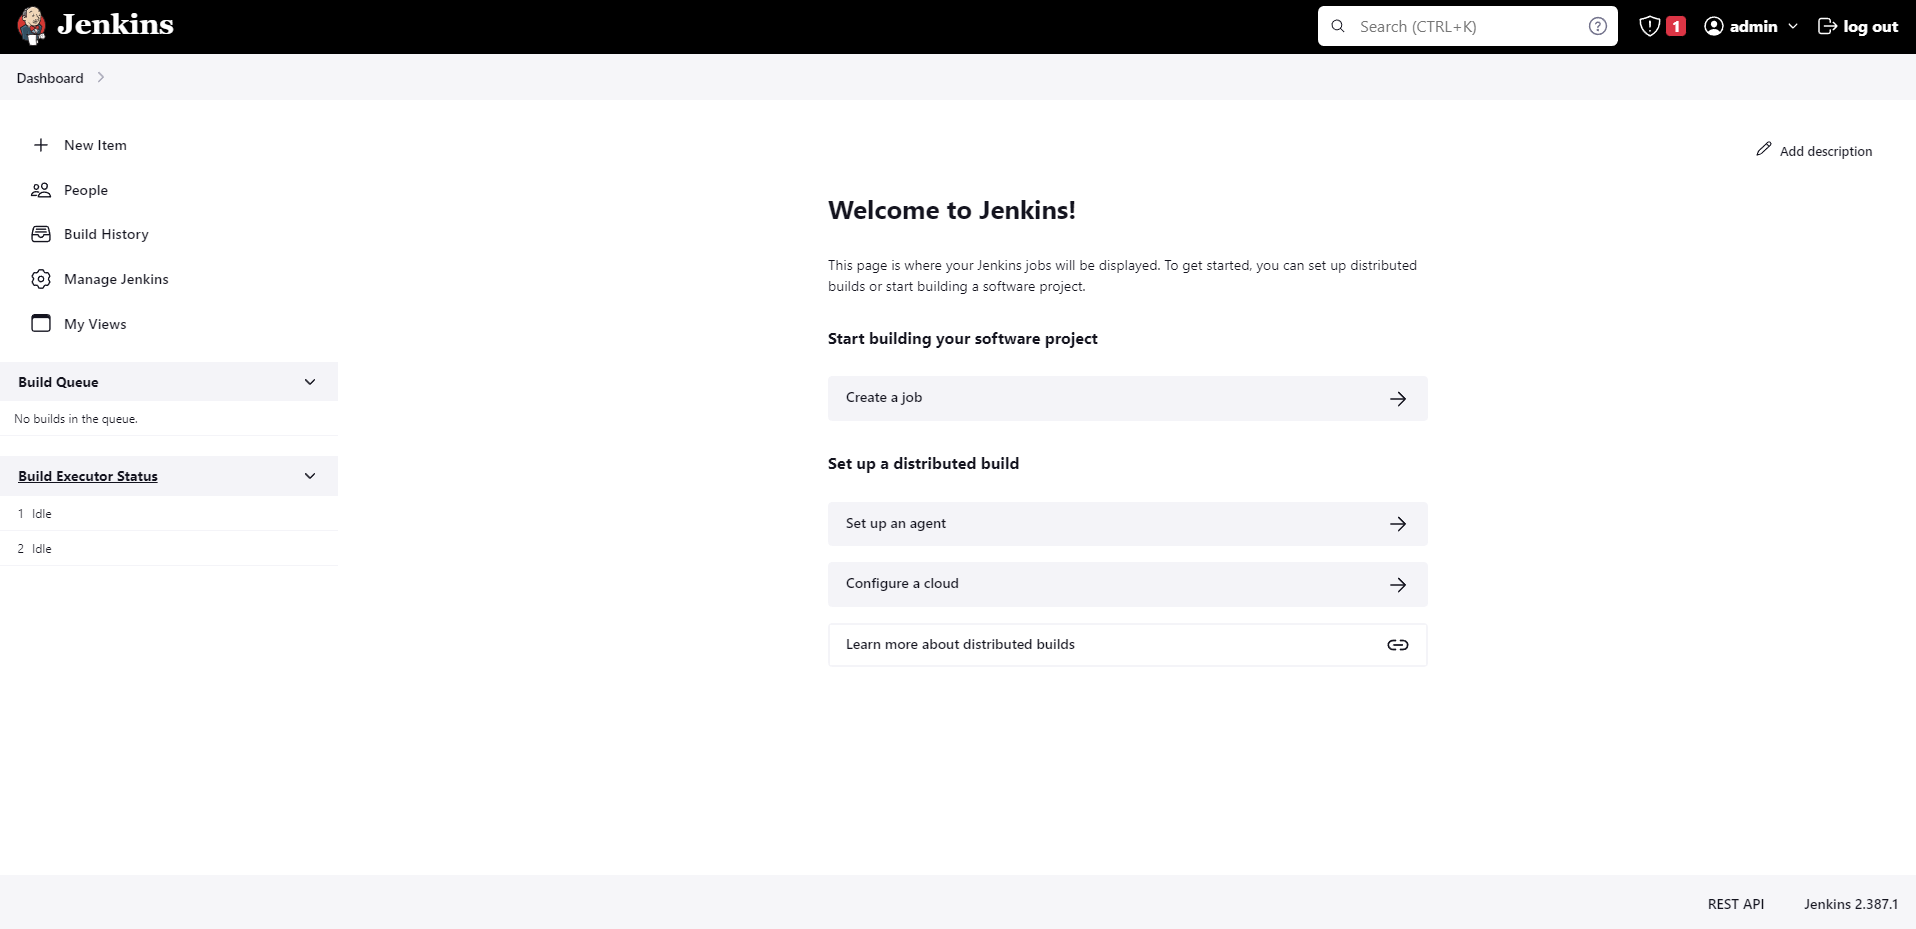 Jenkins
Search (CTRL+K)
1
admin
log out
Dashboard
New Item
People
Build History
Manage Jenkins
My Views
Build Queue
No builds in the queue.
Build Executor Status
1 Idle
2 Idle
Add description
Welcome to Jenkins!
This page is where your Jenkins jobs will be displayed. To get started, you can set up distributed
builds or start building a software project.
Start building your software project
Create a job
Set up a distributed build
Set up an agent
Configure a cloud
Learn more about distributed builds
REST API
Jenkins 2.387.1